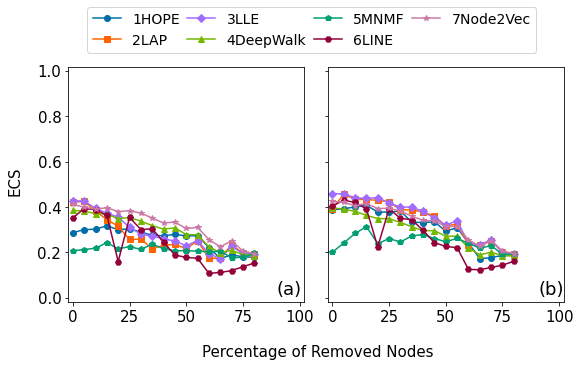 1HOPE 3LLE 5MNMF 7Node2Vec
2LAP 4DeepWalk 6LINE
1.0
0.8
0.6
0.4
0.2
0.0
ECS
(a) (b)
0 25 50 75 100 0 25 50 75 100
Percentage of Removed Nodes